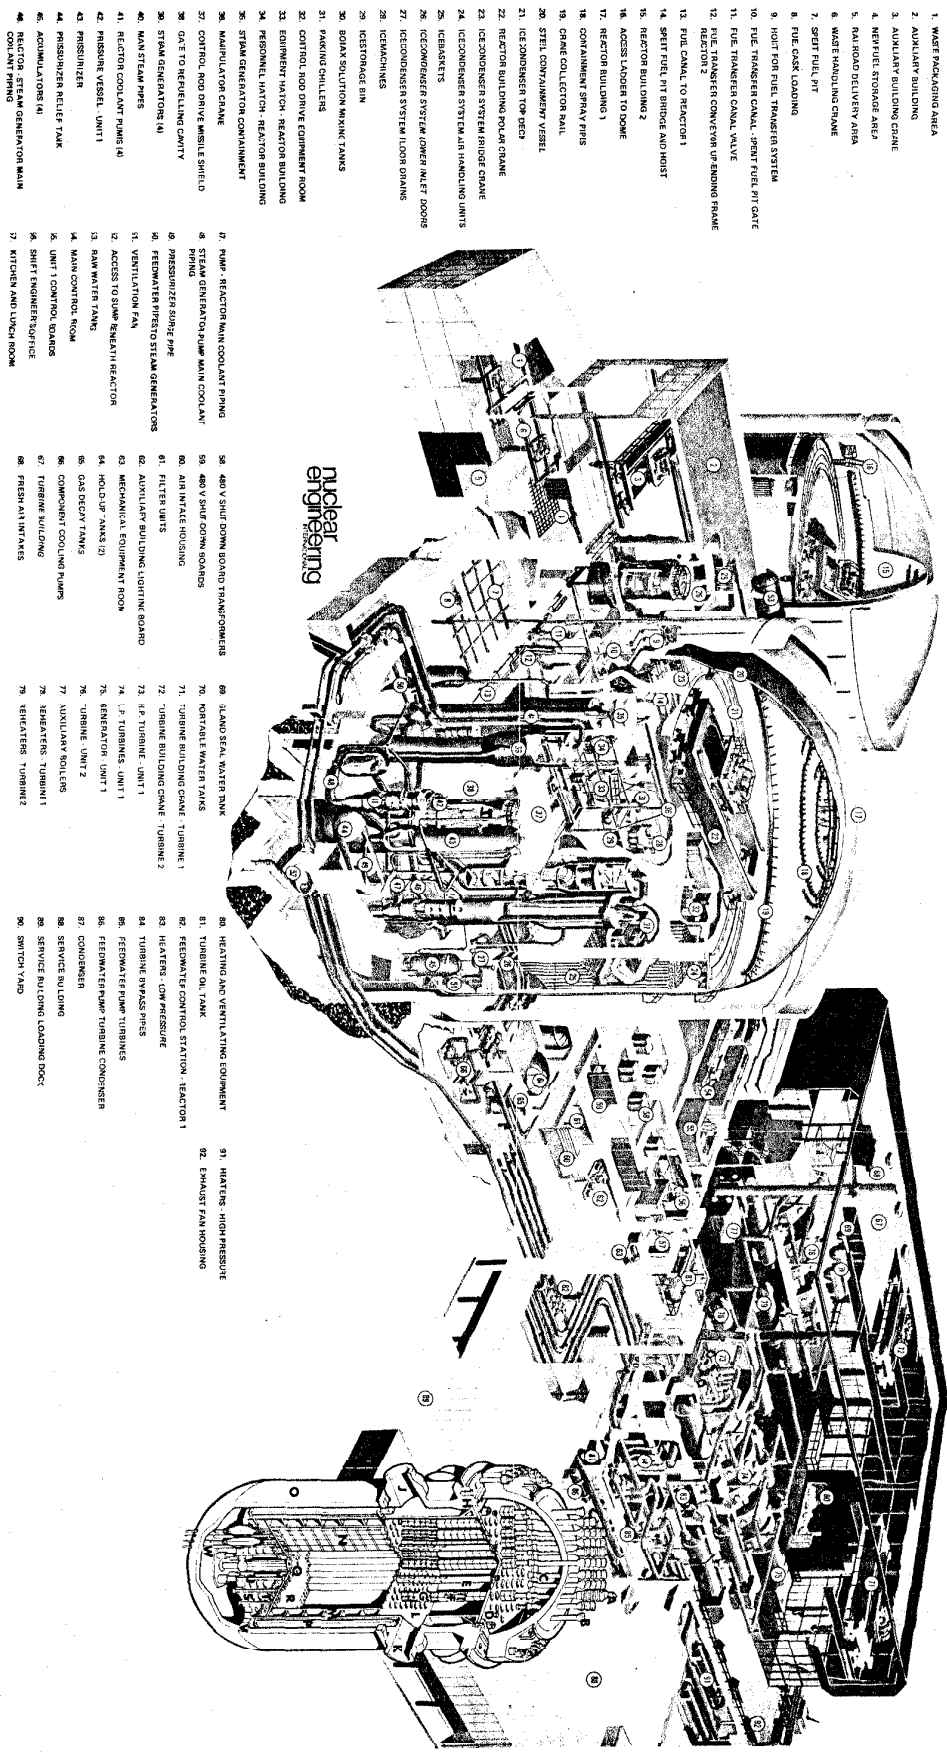 1. WASTE PACKAGING AREA
2. AUXILIARY BUILDING
3. AUXILIARY BUILDING CRANE
4. NEW FUEL STORAGE AREA
5. RAILROAD DELIVERY AREA
6. WASTE HANDLING CRANE
7. SPENT FUEL PIT
8. FUEL CASK LOADING
9. HOIST FOR FUEL TRANSFER SYSTEM
10. FUEL TRANSFER CANAL - SPENT FUEL PIT GATE
11. FUEL TRANSFER CANAL VALVE
12. FUEL TRANSFER CONVEYOR UP-ENDING FRAME
REACTOR 2
13. FUEL CANAL TO REACTOR 1
14. SPENT FUEL PIT BRIDGE AND HOIST
15. REACTOR BUILDING 2
16. ACCESS LADDER TO DOME
17. REACTOR BUILDING 1
18. CONTAINMENT SPRAY PIPES
19. CRANE COLLECTOR RAIL
20. STEEL CONTAINMENT VESSEL
21. ICE CONDENSER TOP DECK
22. REACTOR BUILDING POLAR CRANE
23. ICE CONDENSER SYSTEM BRIDGE CRANE
24. ICE CONDENSER SYSTEM AIR HANDLING UNITS
25. ICE BASKETS
26. ICE CONDENSER SYSTEM LOWER INLET DOORS
27. ICE CONDENSER SYSTEM FLOOR DRAINS
28. ICE MACHINES
29. ICE STORAGE BIN
30. BORAX SOLUTION MIXING TANKS
31. PACKING CHILLERS
32. CONTROL ROD DRIVE EQUIPMENT ROOM
33. EQUIPMENT HATCH - REACTOR BUILDING
34. PERSONNEL HATCH - REACTOR BUILDING
35. STEAM GENERATOR CONTAINMENT
36. MANIPULATOR CRANE
37. CONTROL ROD DRIVE MISSILE SHIELD
38. GATE TO REFUELLING CAVITY
39. STEAM GENERATORS (4)
40. MAIN STEAM PIPES
41. REACTOR COOLANT PUMPS (4)
42. PRESSURE VESSEL - UNIT 1
43. PRESSURIZER
44. PRESSURIZER RELIEF TANK
45. ACCUMULATORS (4)
46. REACTOR - STEAM GENERATOR MAIN
COOLANT PIPING
47. PUMP - REACTOR MAIN COOLANT PIPING
48. STEAM GENERATOR PUMP MAIN COOLANT
PIPING
49. PRESSURIZER SURGE PIPE
50. FEEDWATER PIPES TO STEAM GENERATORS
51. VENTILATION FAN
52. ACCESS TO SUMP BENEATH REACTOR
53. RAW WATER TANKS
54. MAIN CONTROL ROOM
55. UNIT 1 CONTROL BOARDS
56. SHIFT ENGINEER'S OFFICE
57. KITCHEN AND LUNCH ROOM
58. 480 V SHUT-DOWN BOARD TRANSFORMERS
59. 480 V SHUT DOWN BOARDS
60. AIR INTAKE HOUSING
61. FILTER UNITS
62. AUXILIARY BUILDING LIGHTING BOARD
63. MECHANICAL EQUIPMENT ROOM
64. HOLD-UP TANKS (2)
65. GAS DECAY TANKS
66. COMPONENT COOLING PUMPS
67. TURBINE BUILDING
68. FRESH AIR INTAKES
69. GLAND SEAL WATER TANK
70. PORTABLE WATER TANKS
71. TURBINE BUILDING CRANE - TURBINE 1
72. TURBINE BUILDING CRANE - TURBINE 2
73. H.P. TURBINE - UNIT 1
74. L.P. TURBINES - UNIT 1
75. GENERATOR - UNIT 1
76. TURBINE - UNIT 2
77. AUXILIARY BOILERS
78. REHEATERS - TURBINE 1
79. REHEATERS - TURBINE 2
80. HEATING AND VENTILATING EQUIPMENT
81. TURBINE OIL TANK
82. FEEDWATER CONTROL STATION - REACTOR 1
83. HEATERS - LOW PRESSURE
84. TURBINE BYPASS PIPES
85. FEEDWATER PUMP TURBINES
86. FEEDWATER PUMP TURBINE CONDENSER
87. CONDENSER
88. SERVICE BUILDING
89. SERVICE BUILDING LOADING DOCK
90. SWITCH YARD
91. HEATERS - HIGH PRESSURE
92. EXHAUST FAN HOUSING
nuclear
engineering
INTERNATIONAL